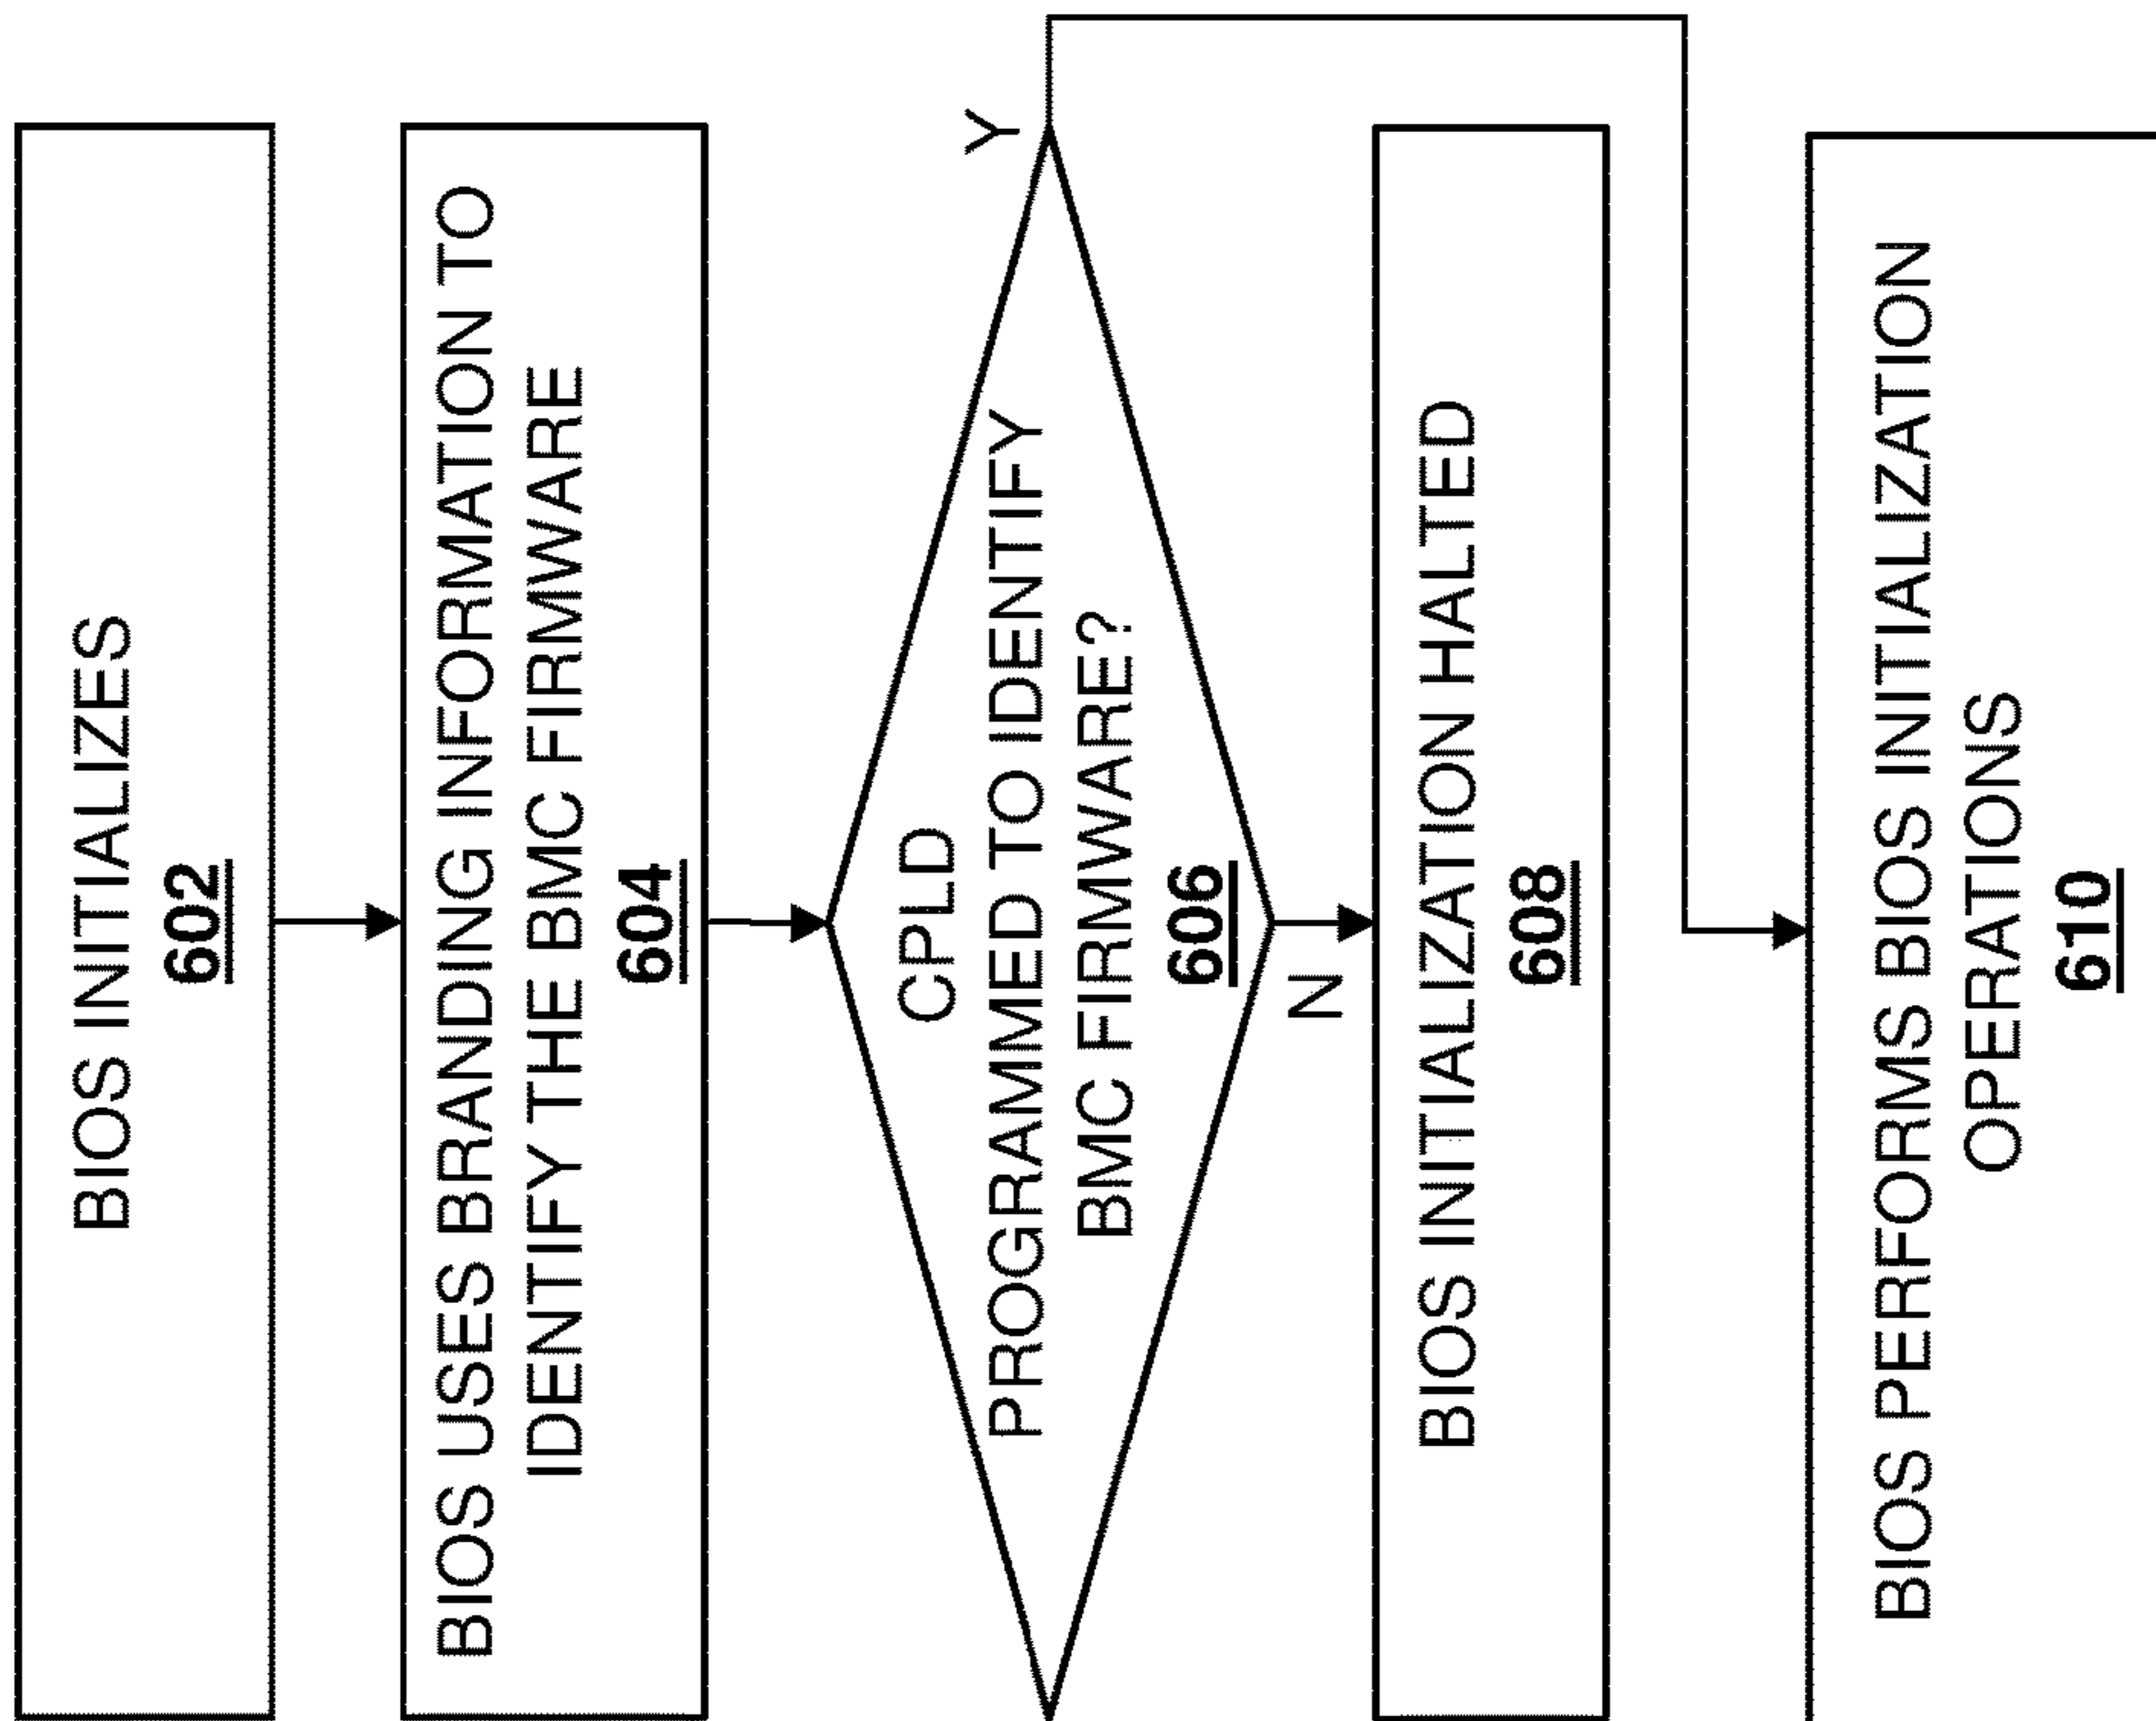 BIOS INITIALIZES
602
BIOS USES BRANDING INFORMATION TO
IDENTIFY THE BMC FIRMWARE
604
CPLD
PROGRAMMED TO IDENTIFY
BMC FIRMWARE?
606
Y
N
BIOS INITIALIZATION HALTED
608
BIOS PERFORMS BIOS INITIALIZATION
OPERATIONS
610